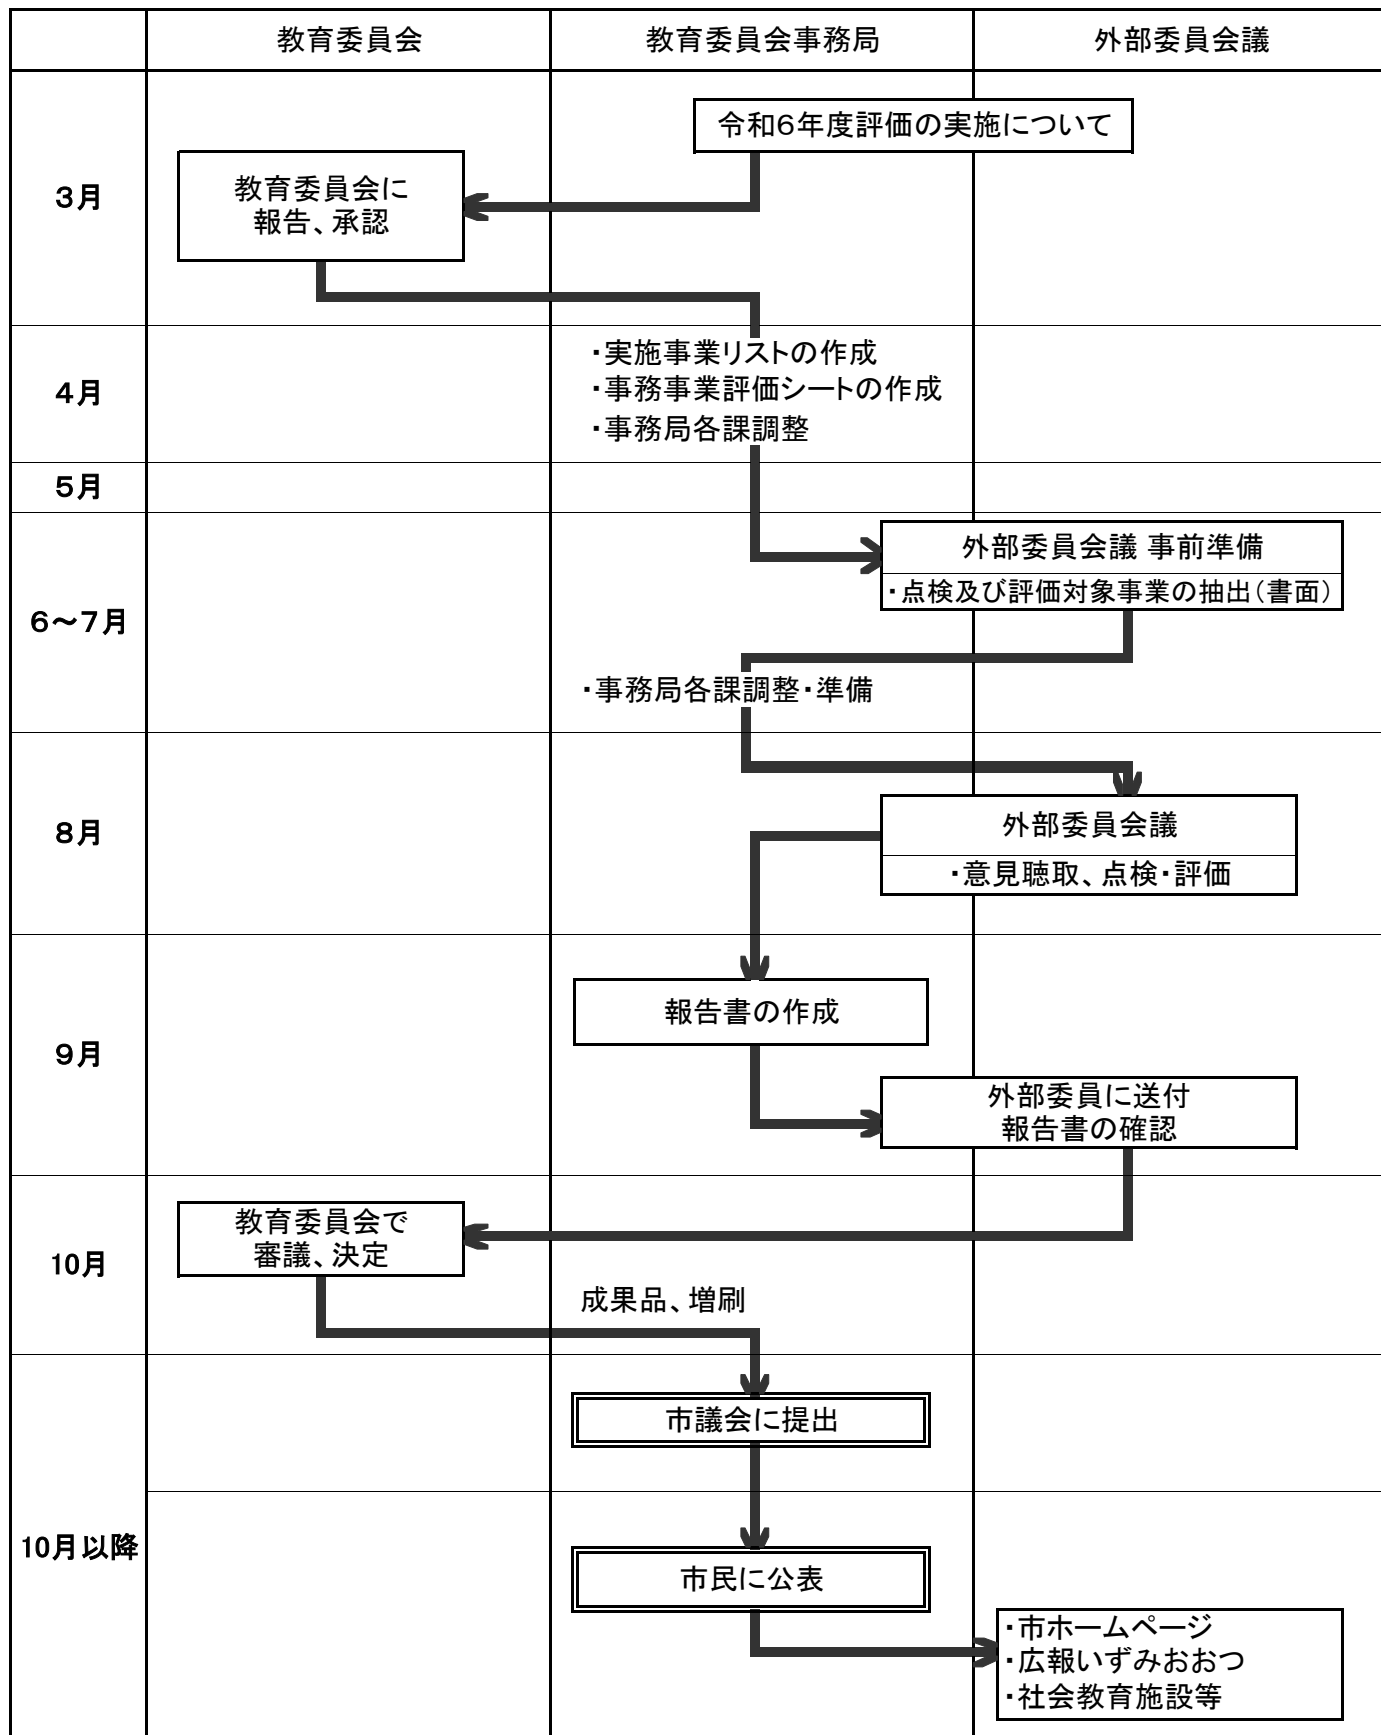 教育委員会
教育委員会事務局
外部委員会議
3月
令和6年度評価の実施について
教育委員会に
報告、承認
4月
・実施事業リストの作成
・事務事業評価シートの作成
・事務局各課調整
5月
6～7月
外部委員会議 事前準備
・点検及び評価対象事業の抽出（書面）
・事務局各課調整・準備
8月
外部委員会議
・意見聴取、点検・評価
9月
報告書の作成
外部委員に送付
報告書の確認
10月
教育委員会で
審議、決定
成果品、増刷
10月以降
市議会に提出
市民に公表
・市ホームページ
・広報いずみおおつ
・社会教育施設等